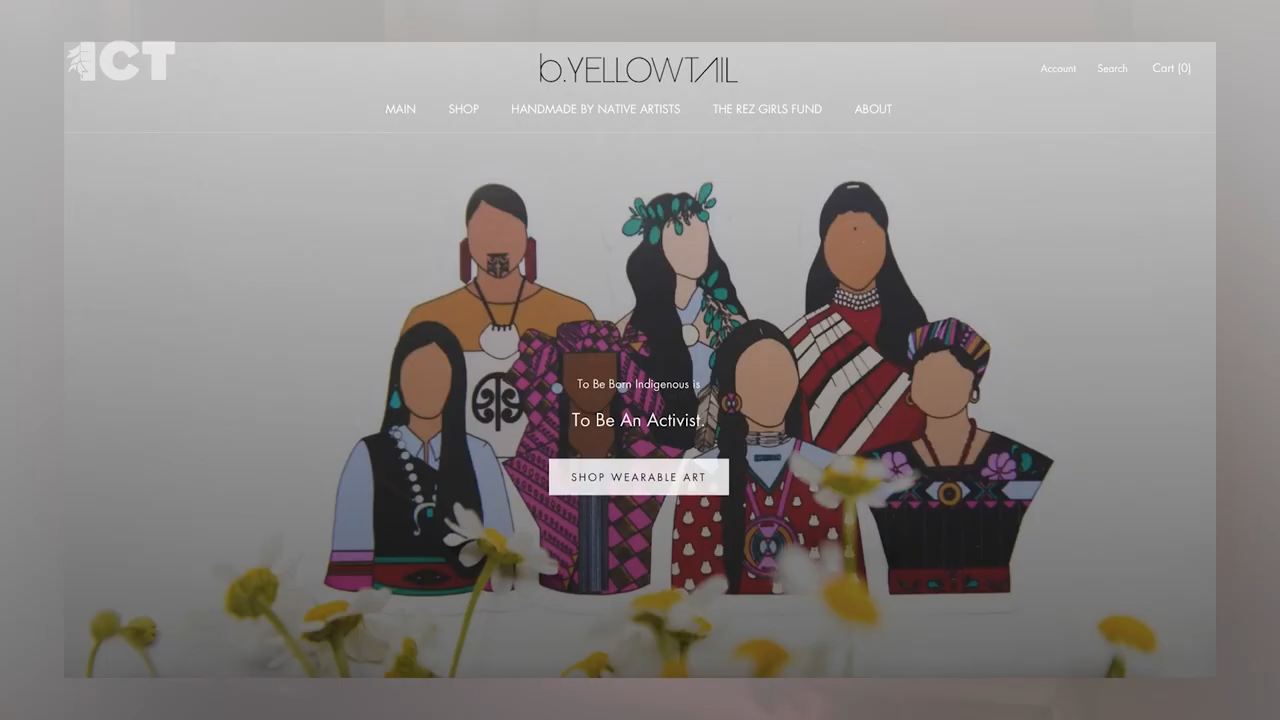 ICT
b.YELLOWTAIL
Account Search Cart (0)
MAIN SHOP HANDMADE BY NATIVE ARTISTS THE REZ GIRLS FUND ABOUT
To Be Born Indigenous is
To Be An Activist.
SHOP WEARABLE ART